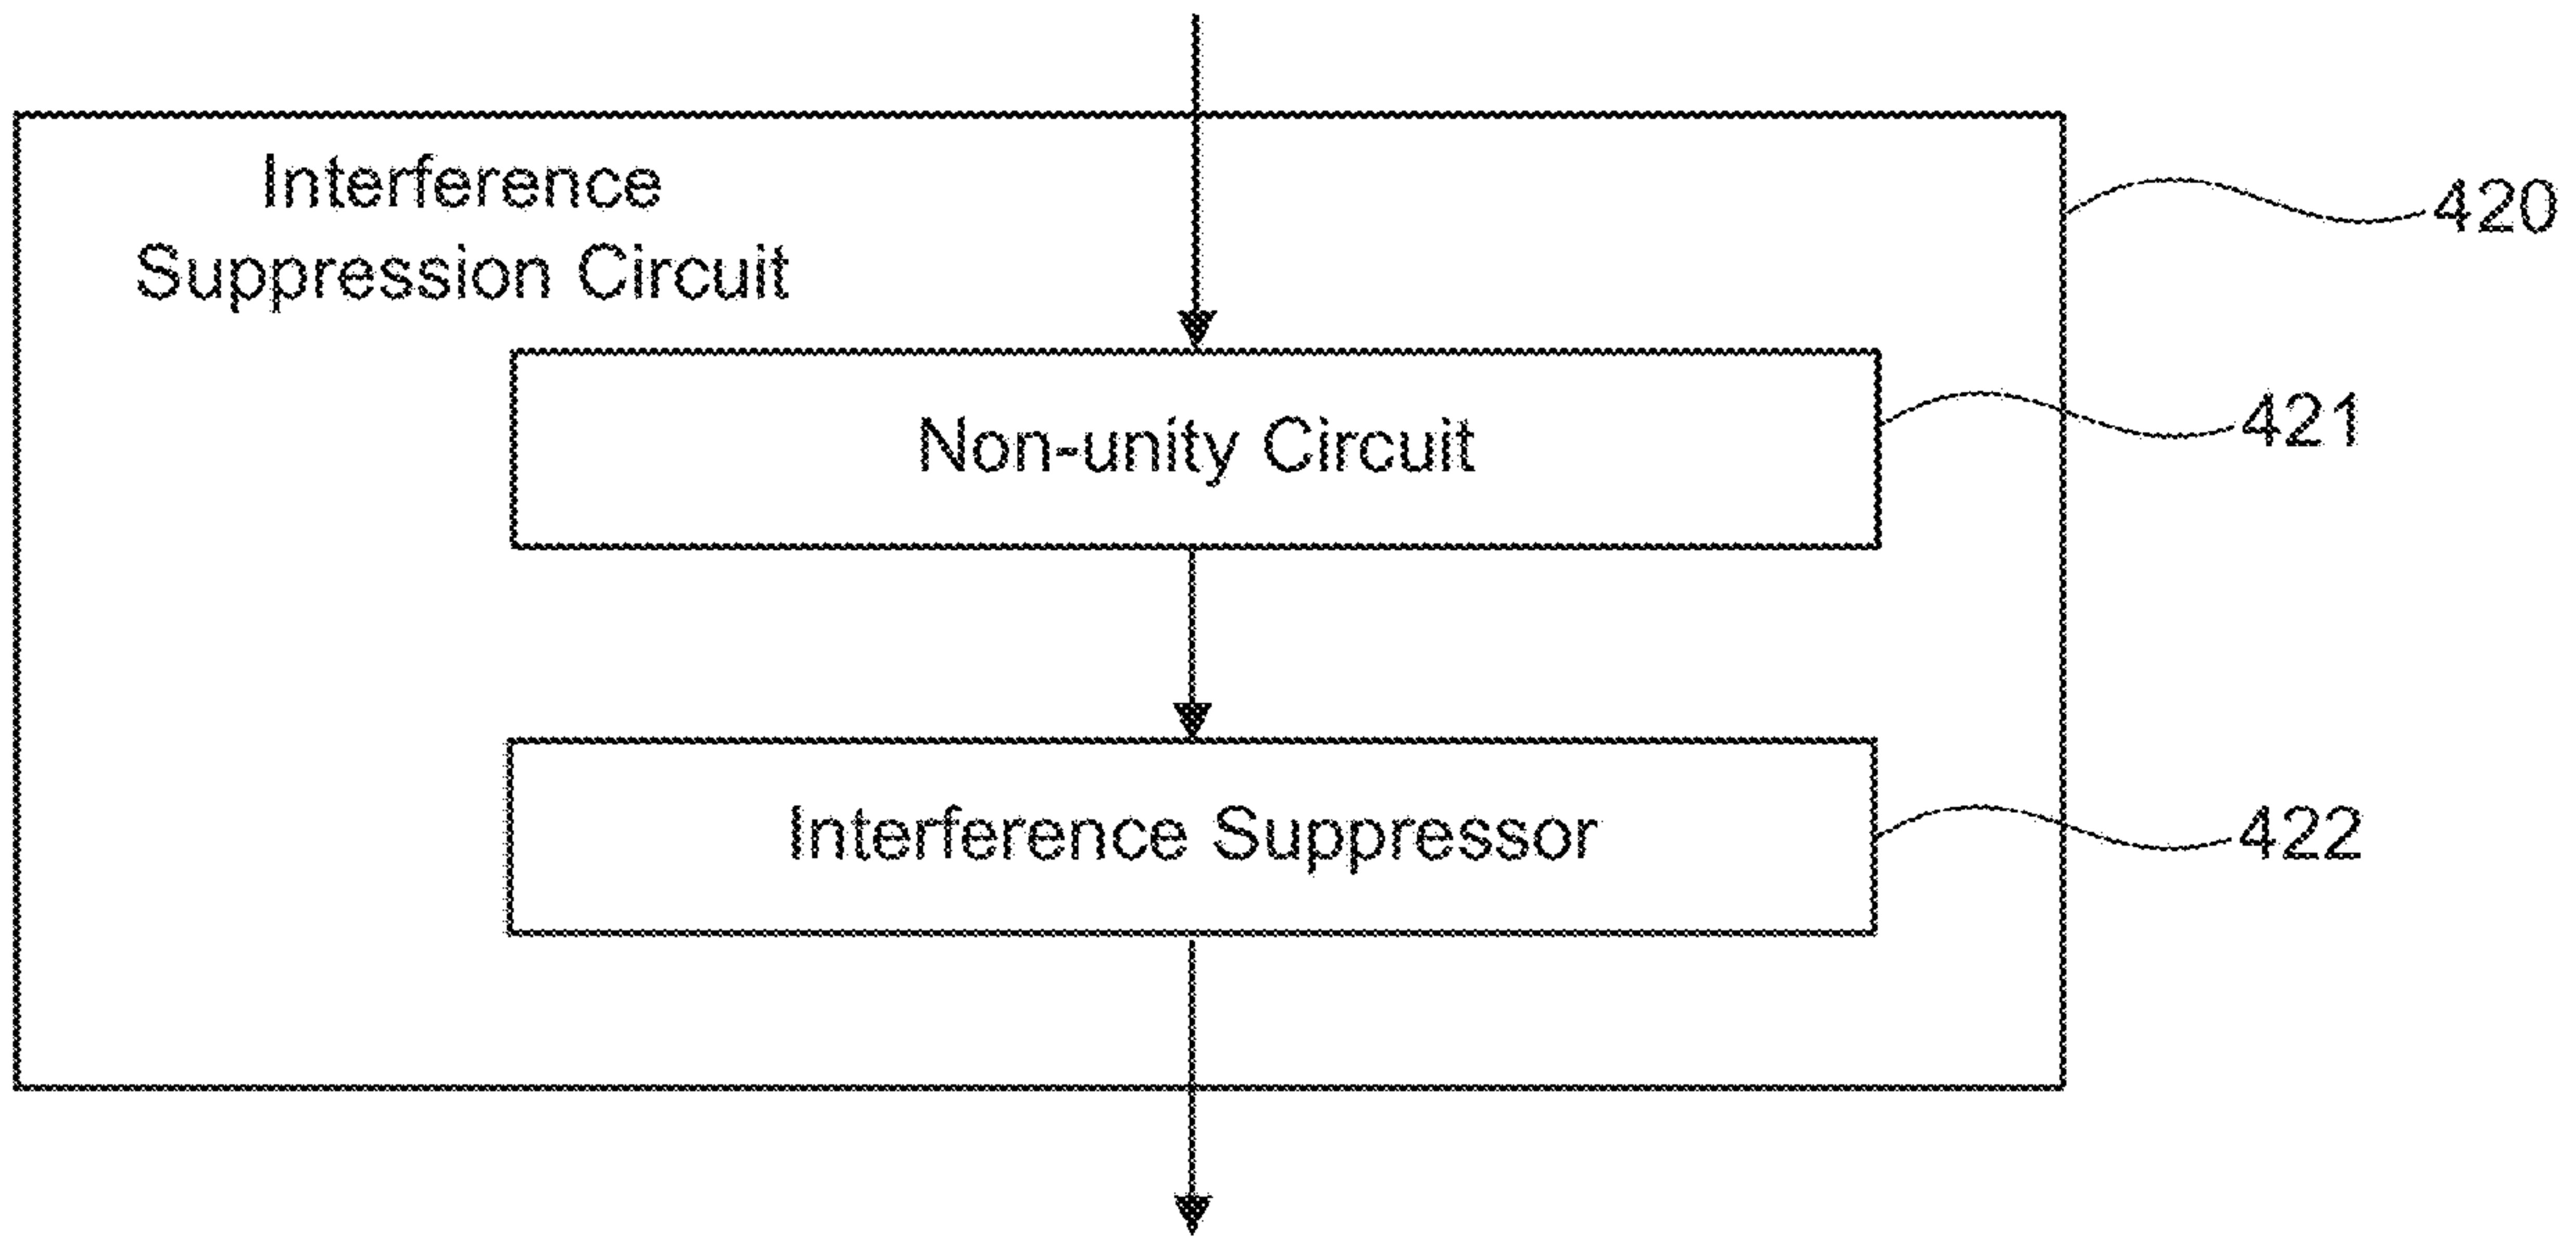 Interference
Suppression Circuit
420
Non-unity Circuit
421
Interference Suppressor
422